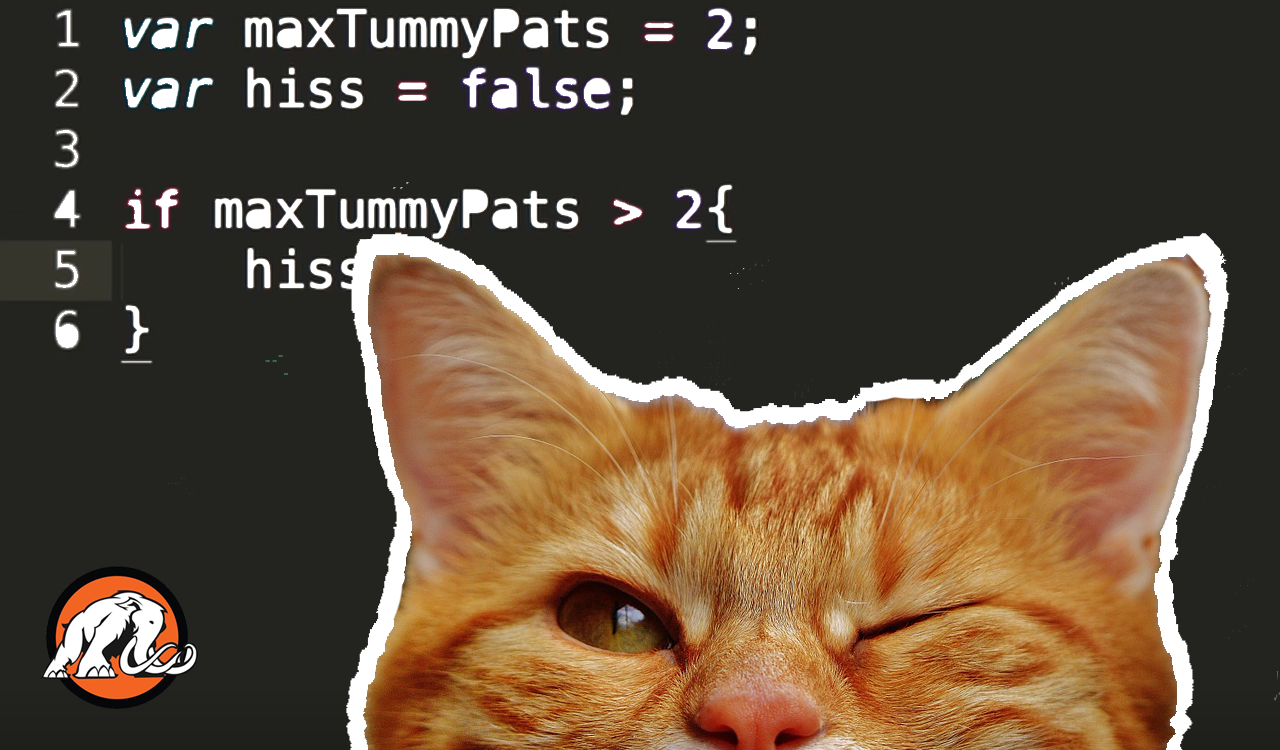 1 var maxTummyPats = 2;
2 var hiss = false;
3
4 if maxTummyPats > 2{
5 hiss
6 }